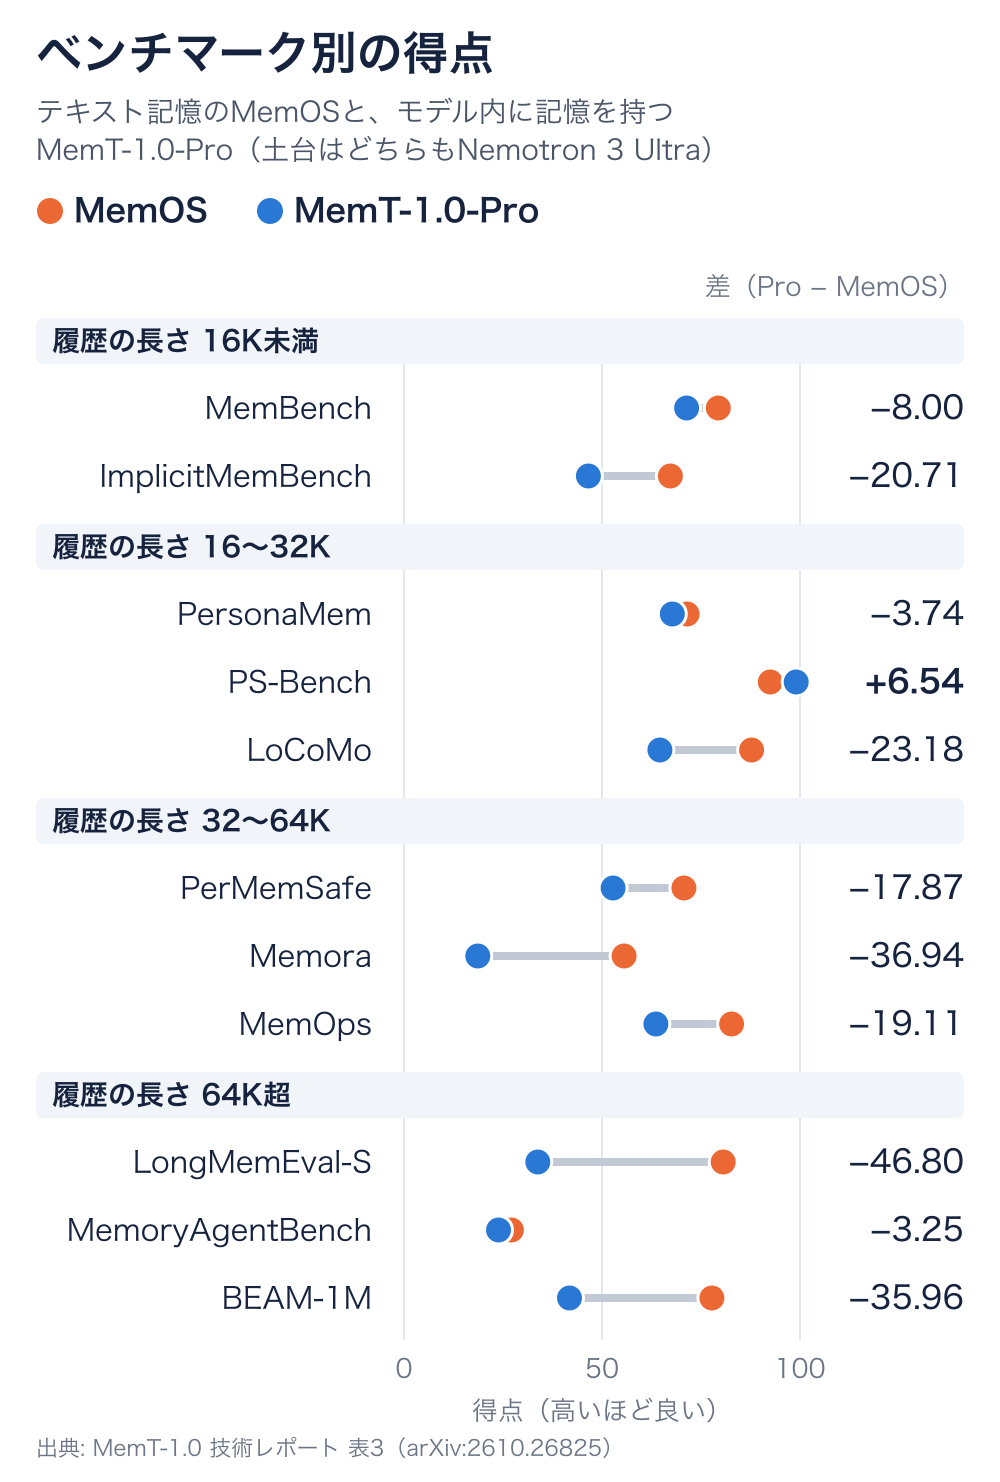 ベンチマーク別の得点
テキスト記憶のMemOSと、モデル内に記憶を持つ
MemT-1.0-Pro（土台はどちらもNemotron 3 Ultra）
MemOS MemT-1.0-Pro
差（Pro − MemOS）
履歴の長さ 16K未満
MemBench −8.00
ImplicitMemBench −20.71
履歴の長さ 16〜32K
PersonaMem −3.74
PS-Bench +6.54
LoCoMo −23.18
履歴の長さ 32〜64K
PerMemSafe −17.87
Memora −36.94
MemOps −19.11
履歴の長さ 64K超
LongMemEval-S −46.80
MemoryAgentBench −3.25
BEAM-1M −35.96
0 50 100
得点（高いほど良い）
出典: MemT-1.0 技術レポート 表3（arXiv:2610.26825）